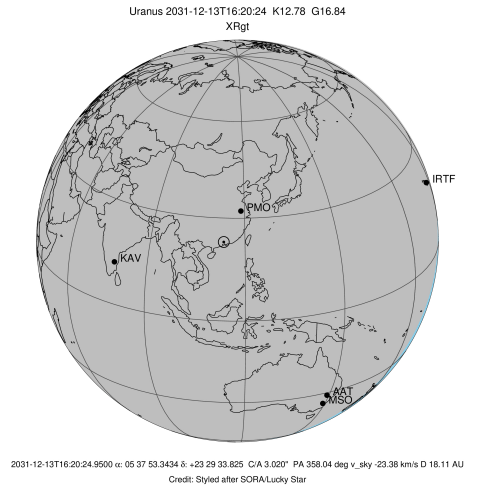 Uranus 2031-12-13T16:20:24 K12.78 G16.84
XRgt
IRTF
PMO
KAV
AAT
MSO
2031-12-13T16:20:24.9500 α: 05 37 53.3434 δ: +23 29 33.825 C/A 3.020" PA 358.04 deg v_sky -23.38 km/s D 18.11 AU
Credit: Styled after SORA/Lucky Star